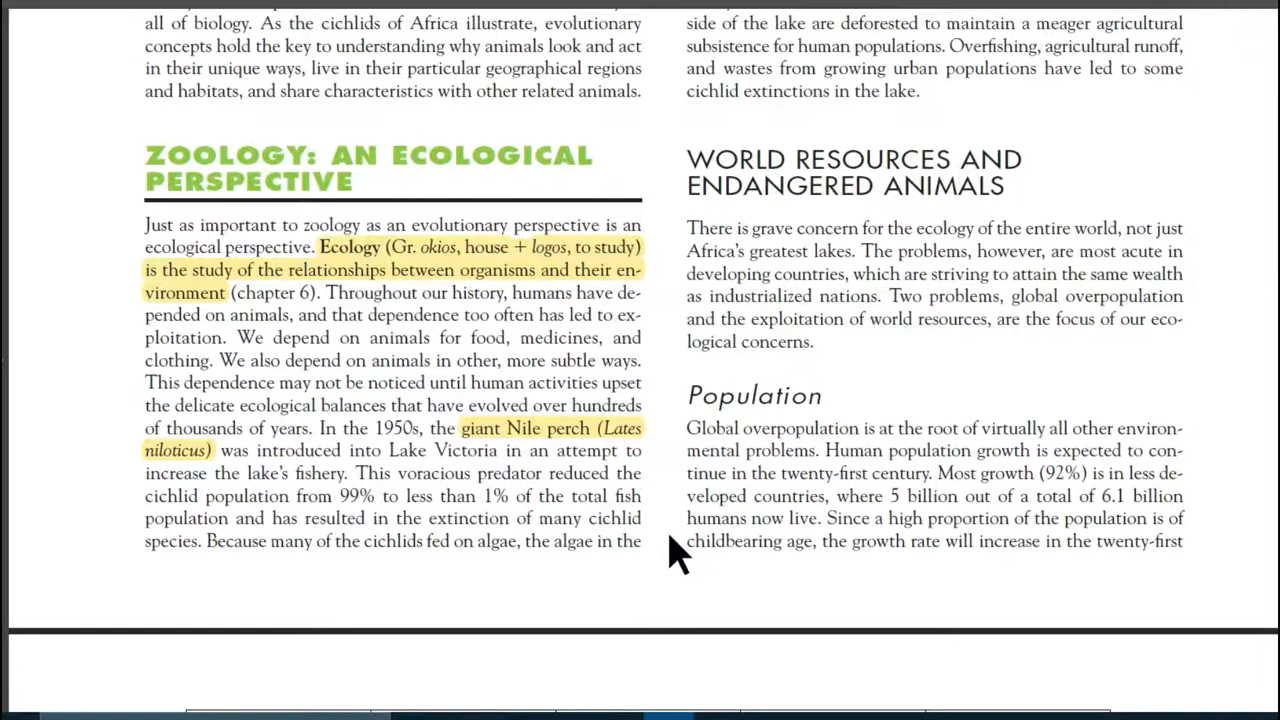 all of biology. As the cichlids of Africa illustrate, evolutionary
concepts hold the key to understanding why animals look and act
in their unique ways, live in their particular geographical regions
and habitats, and share characteristics with other related animals.
ZOOLOGY: AN ECOLOGICAL
PERSPECTIVE
Just as important to zoology as an evolutionary perspective is an
ecological perspective. Ecology (Gr. okios, house + logos, to study)
is the study of the relationships between organisms and their en-
vironment (chapter 6). Throughout our history, humans have de-
pended on animals, and that dependence too often has led to ex-
ploitation. We depend on animals for food, medicines, and
clothing. We also depend on animals in other, more subtle ways.
This dependence may not be noticed until human activities upset
the delicate ecological balances that have evolved over hundreds
of thousands of years. In the 1950s, the giant Nile perch (Lates
niloticus) was introduced into Lake Victoria in an attempt to
increase the lake's fishery. This voracious predator reduced the
cichlid population from 99% to less than 1% of the total fish
population and has resulted in the extinction of many cichlid
species. Because many of the cichlids fed on algae, the algae in the
side of the lake are deforested to maintain a meager agricultural
subsistence for human populations. Overfishing, agricultural runoff,
and wastes from growing urban populations have led to some
cichlid extinctions in the lake.
WORLD RESOURCES AND
ENDANGERED ANIMALS
There is grave concern for the ecology of the entire world, not just
Africa's greatest lakes. The problems, however, are most acute in
developing countries, which are striving to attain the same wealth
as industrialized nations. Two problems, global overpopulation
and the exploitation of world resources, are the focus of our eco-
logical concerns.
Population
Global overpopulation is at the root of virtually all other environ-
mental problems. Human population growth is expected to con-
tinue in the twenty-first century. Most growth (92%) is in less de-
veloped countries, where 5 billion out of a total of 6.1 billion
humans now live. Since a high proportion of the population is of
childbearing age, the growth rate will increase in the twenty-first